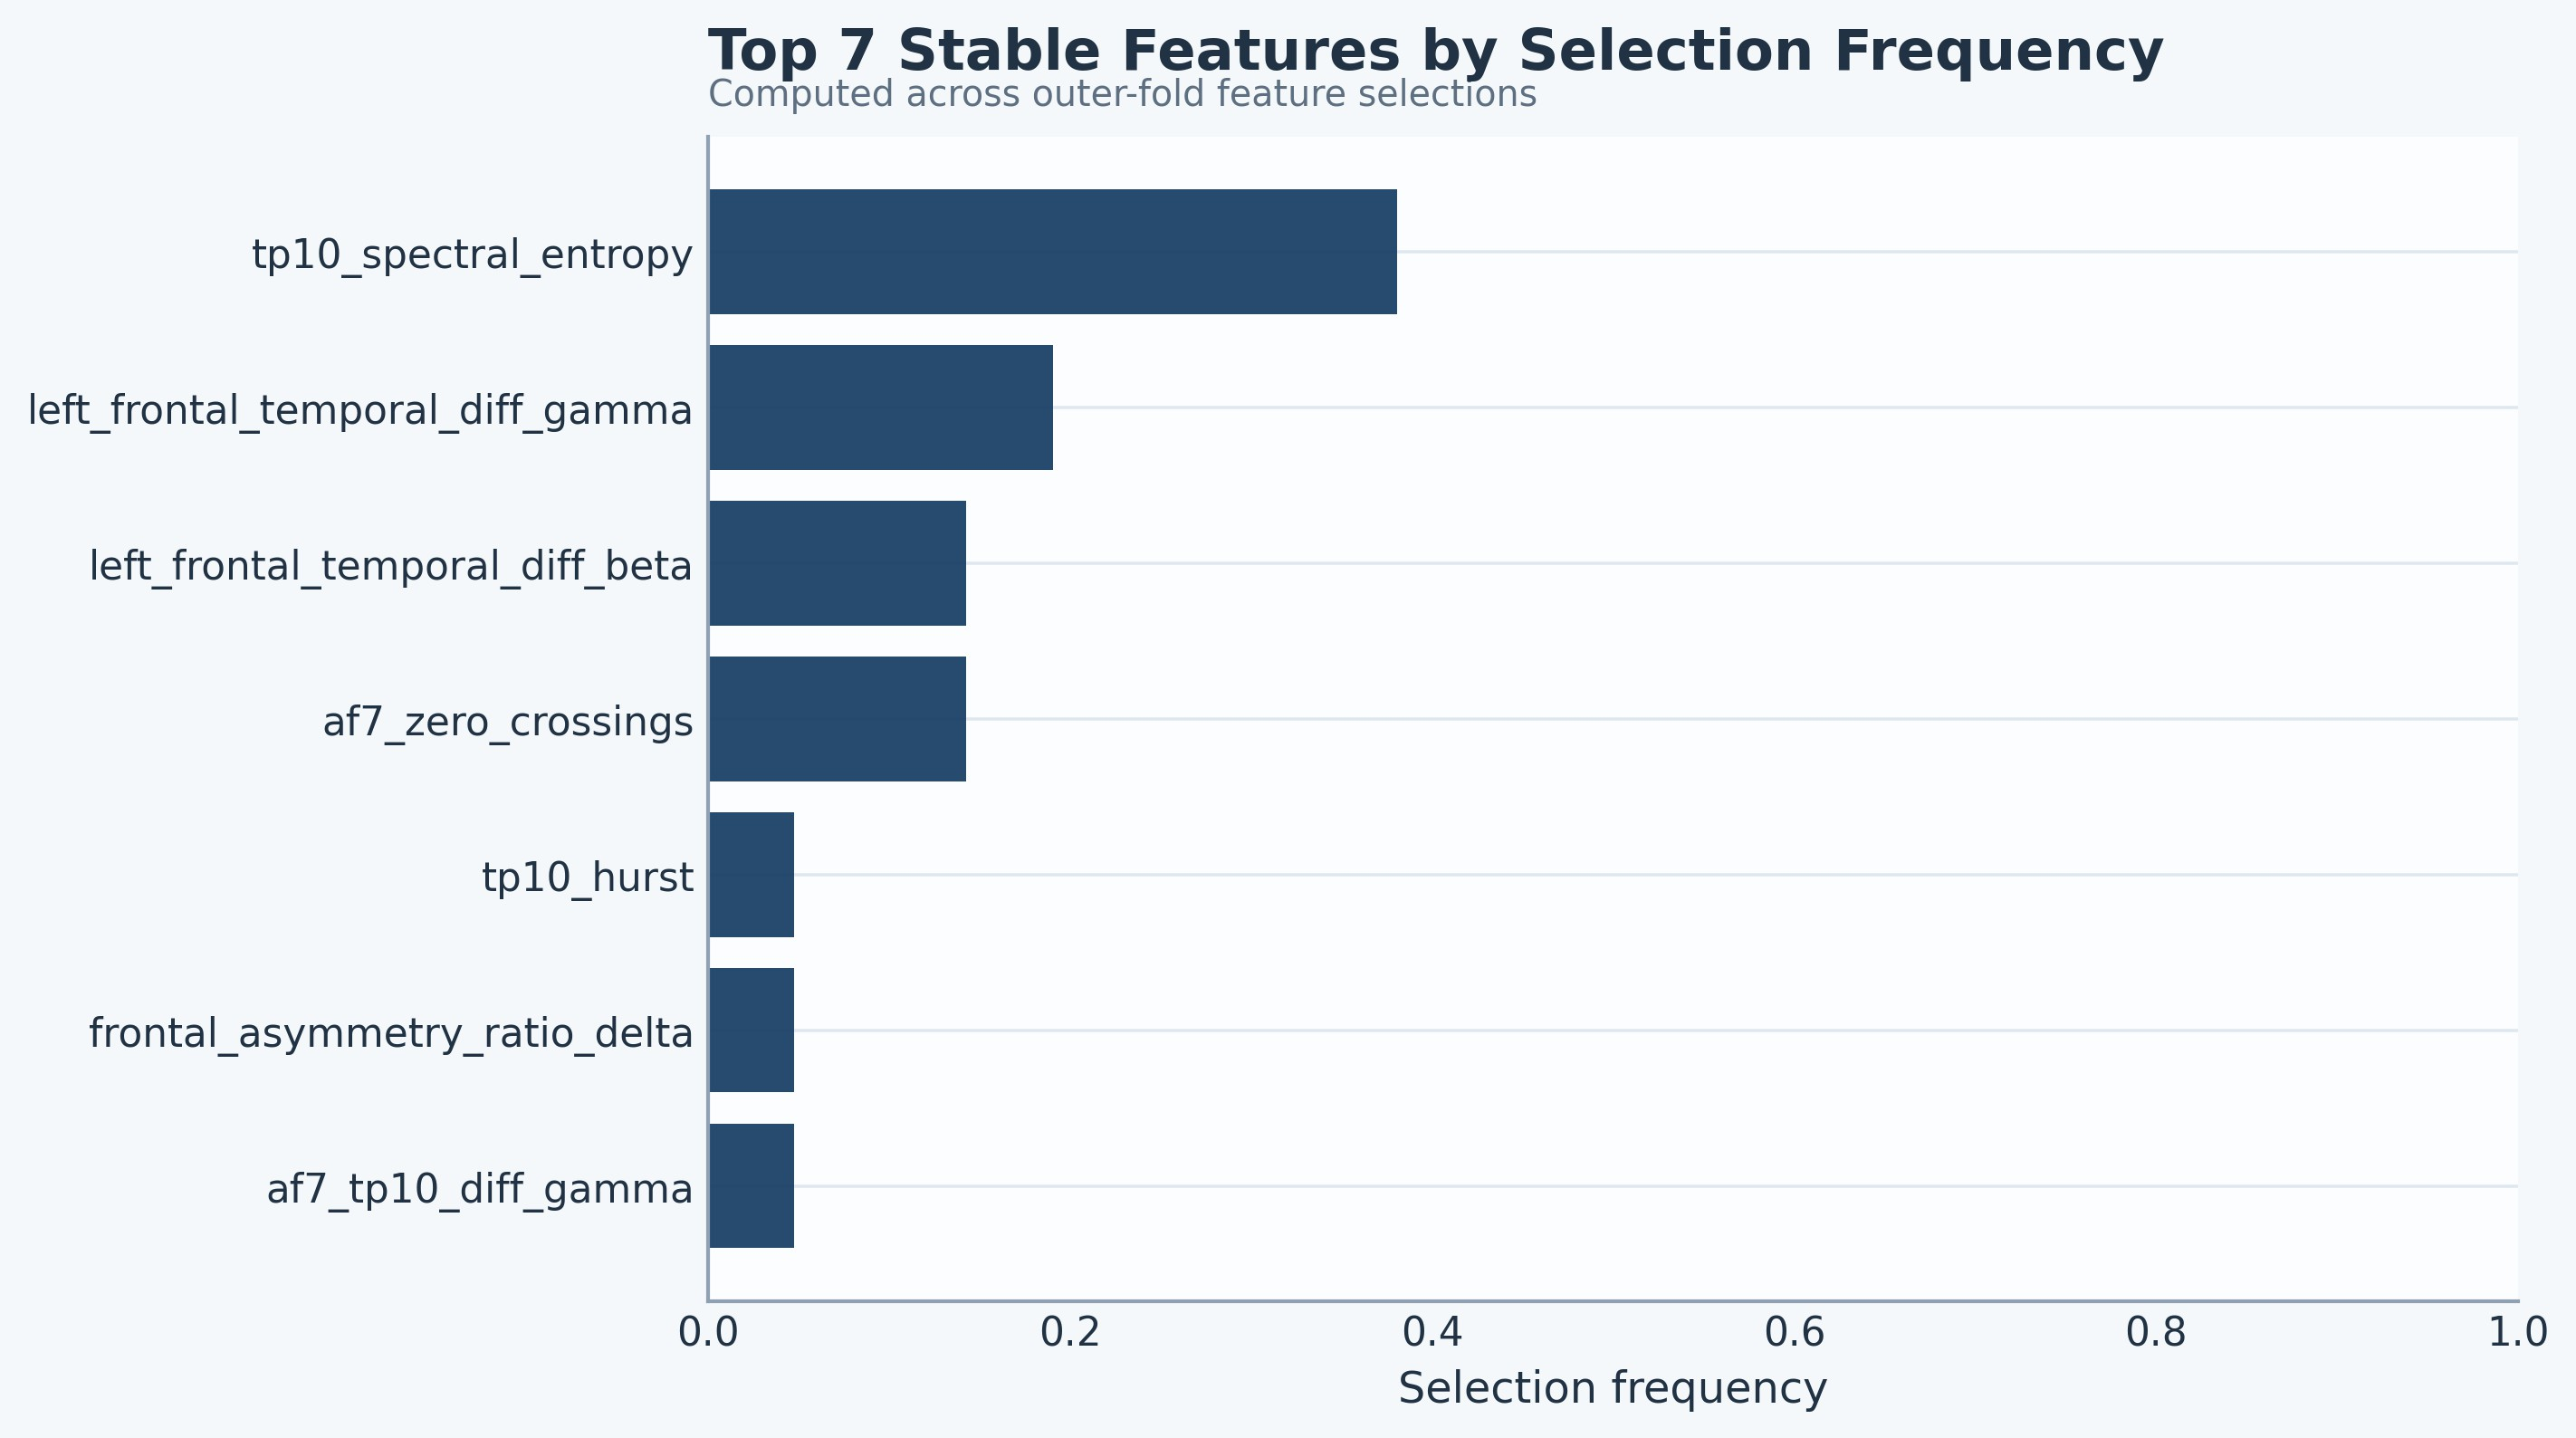 Top 7 Stable Features by Selection Frequency
Computed across outer-fold feature selections
tp10_spectral_entropy
left_frontal_temporal_diff_gamma
left_frontal_temporal_diff_beta
af7_zero_crossings
tp10_hurst
frontal_asymmetry_ratio_delta
af7_tp10_diff_gamma
0.0 0.2 0.4 0.6 0.8 1.0
Selection frequency